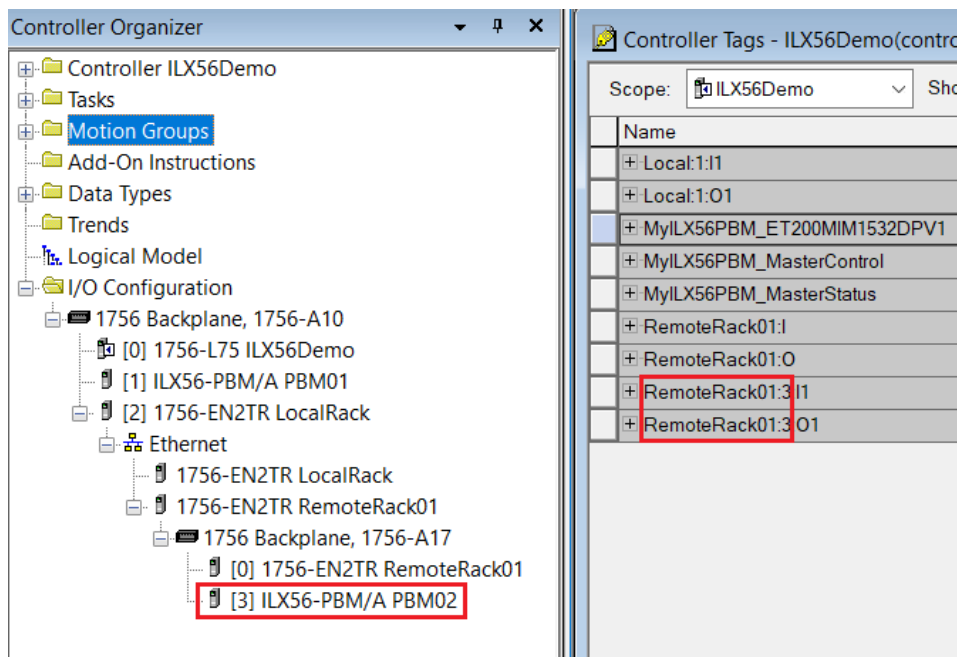 Controller Organizer
Controller ILX56Demo
Tasks
Motion Groups
Add-On Instructions
Data Types
Trends
Logical Model
I/O Configuration
1756 Backplane, 1756-A10
[0] 1756-L75 ILX56Demo
[1] ILX56-PBM/A PBM01
[2] 1756-EN2TR LocalRack
Ethernet
1756-EN2TR LocalRack
1756-EN2TR RemoteRack01
1756 Backplane, 1756-A17
[0] 1756-EN2TR RemoteRack01
[3] ILX56-PBM/A PBM02
Controller Tags - ILX56Demo(contro
Scope: ILX56Demo Sho
Name
Local:1:I1
Local:1:O1
MyILX56PBM_ET200MIM1532DPV1
MyILX56PBM_MasterControl
MyILX56PBM_MasterStatus
RemoteRack01:I
RemoteRack01:O
RemoteRack01:3:I1
RemoteRack01:3:O1